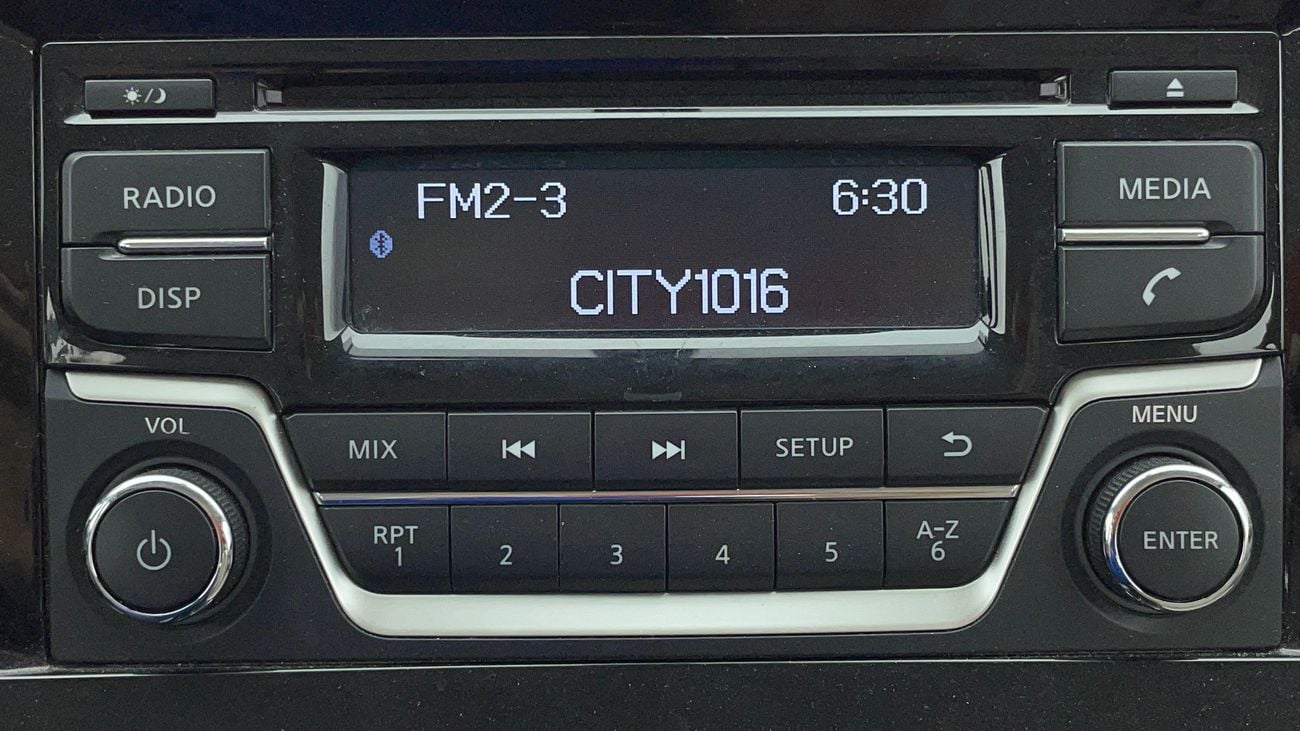 RADIO
DISP
FM2-3 6:30
CITY1016
MEDIA
VOL
MENU
MIX
SETUP
RPT
1
2
3
4
5
A-Z
6
ENTER